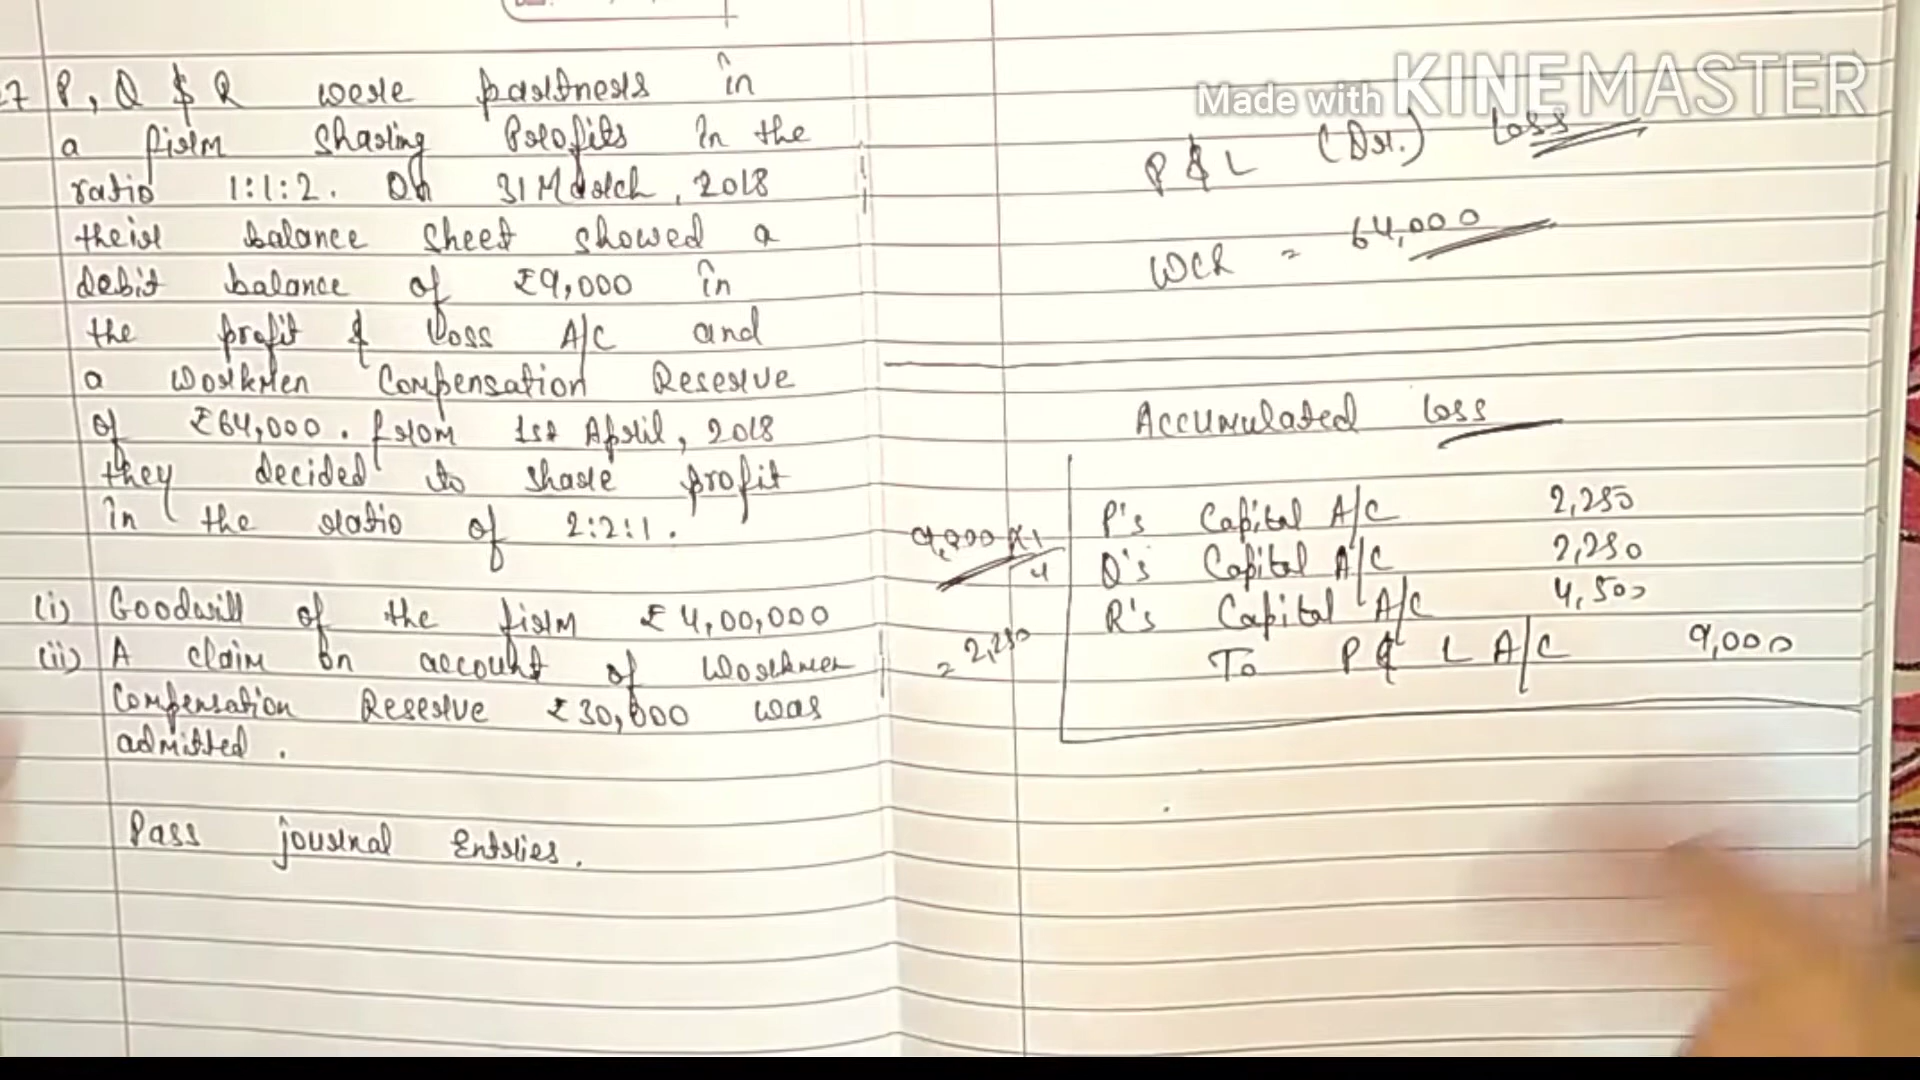 7 P, Q & R were partners in
a firm sharing Profits in the
ratio 1:1:2. On 31 March, 2018
their balance sheet showed a
debit balance of ₹9,000 in
the profit & loss A/C and
a Workmen Compensation Reserve
of ₹64,000. from 1st April, 2018
they decided to share profit
in the ratio of 2:2:1.
(i) Goodwill of the firm ₹4,00,000
(ii) A claim on account of Workmen
Compensation Reserve ₹30,000 was
admitted.
Pass journal Entries.
Made with KINEMASTER
P & L (Dr.) Loss
WCR = 64,000
Accumulated loss
9,000 x 1
4
= 2,250
P's Capital A/C 2,250
Q's Capital A/C 2,250
R's Capital A/C 4,500
To P & L A/C 9,000